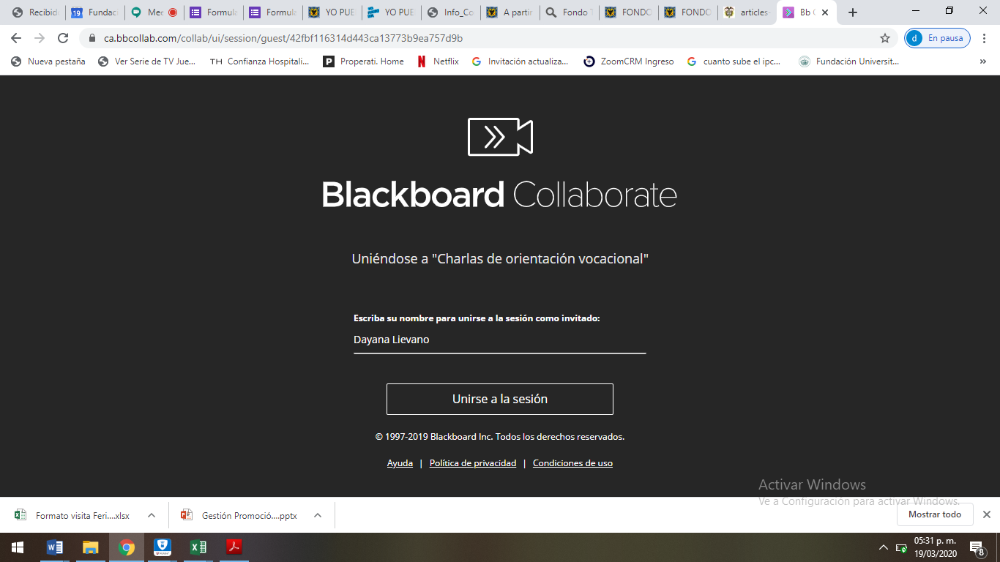 Recibid
19 Fundaci
Mee
Formula
Formula
YO PUE
YO PUE
Info_Co
A partir
Fondo T
FONDO
FONDO
articles-
Bb C
ca.bbcollab.com/collab/ui/session/guest/42fbf116314d443ca13773b9ea757d9b
d En pausa
Nueva pestaña
Ver Serie de TV Jue...
TH Confianza Hospitali...
P Properati. Home
N Netflix
G Invitación actualiza...
ZoomCRM Ingreso
G cuanto sube el ipc...
Fundación Universit...
»
Blackboard Collaborate
Uniéndose a "Charlas de orientación vocacional"
Escriba su nombre para unirse a la sesión como invitado:
Dayana Lievano
Unirse a la sesión
© 1997-2019 Blackboard Inc. Todos los derechos reservados.
Ayuda | Política de privacidad | Condiciones de uso
Activar Windows
Ve a Configuración para activar Windows.
Formato visita Feri....xlsx
Gestión Promoció....pptx
Mostrar todo
05:31 p. m.
19/03/2020
8